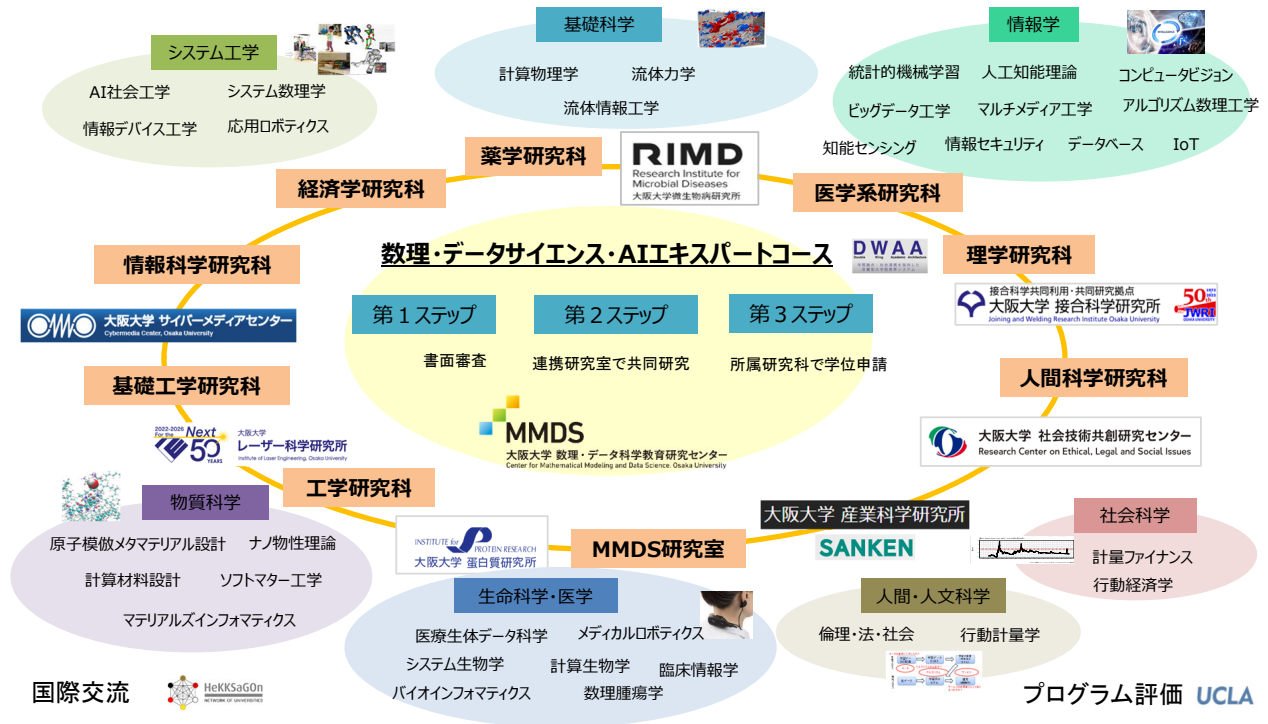 基礎科学
計算物理学 流体力学
流体情報工学
システム工学
AI社会工学 システム数理学
情報デバイス工学 応用ロボティクス
情報学
統計的機械学習 人工知能理論 コンピュータビジョン
ビッグデータ工学 マルチメディア工学 アルゴリズム数理工学
知能センシング 情報セキュリティ データベース IoT
薬学研究科
RIMD
Research Institute for
Microbial Diseases
大阪大学微生物病研究所
経済学研究科
医学系研究科
情報科学研究科
理学研究科
数理・データサイエンス・AIエキスパートコース
DWAA
Double Wing Academic Architecture
大阪大学 サイバーメディアセンター
Cybermedia Center, Osaka University
接合科学共同利用・共同研究拠点
大阪大学 接合科学研究所
Joining and Welding Research Institute Osaka University
50th
JWRI
OSAKA UNIVERSITY
第1ステップ 第2ステップ 第3ステップ
書面審査 連携研究室で共同研究 所属研究科で学位申請
基礎工学研究科
人間科学研究科
MMDS
大阪大学 数理・データ科学教育研究センター
Center for Mathematical Modeling and Data Science, Osaka University
2022-2026
For the Next
50
YEARS
大阪大学
レーザー科学研究所
Institute of Laser Engineering, Osaka University
大阪大学 社会技術共創研究センター
Research Center on Ethical, Legal and Social Issues
工学研究科
INSTITUTE for
PROTEIN RESEARCH
大阪大学 蛋白質研究所
MMDS研究室
大阪大学 産業科学研究所
SANKEN
物質科学
原子模倣メタマテリアル設計 ナノ物性理論
計算材料設計 ソフトマター工学
マテリアルズインフォマティクス
社会科学
計量ファイナンス
行動経済学
生命科学・医学
医療生体データ科学 メディカルロボティクス
システム生物学 計算生物学 臨床情報学
バイオインフォマティクス 数理腫瘍学
人間・人文科学
倫理・法・社会 行動計量学
国際交流
HeKKSaGOn
NETWORK OF UNIVERSITIES
プログラム評価 UCLA